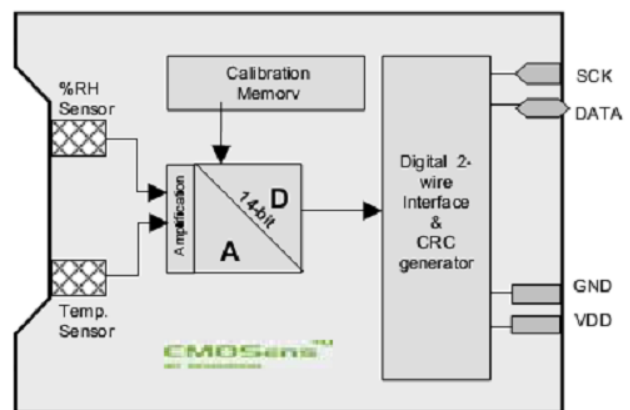 %RH
Sensor
Calibration
Memory
SCK
DATA
Amplification
14-bit
D
A
Digital 2-
wire
Interface
&
CRC
generator
Temp.
Sensor
GND
VDD
CMOSens™